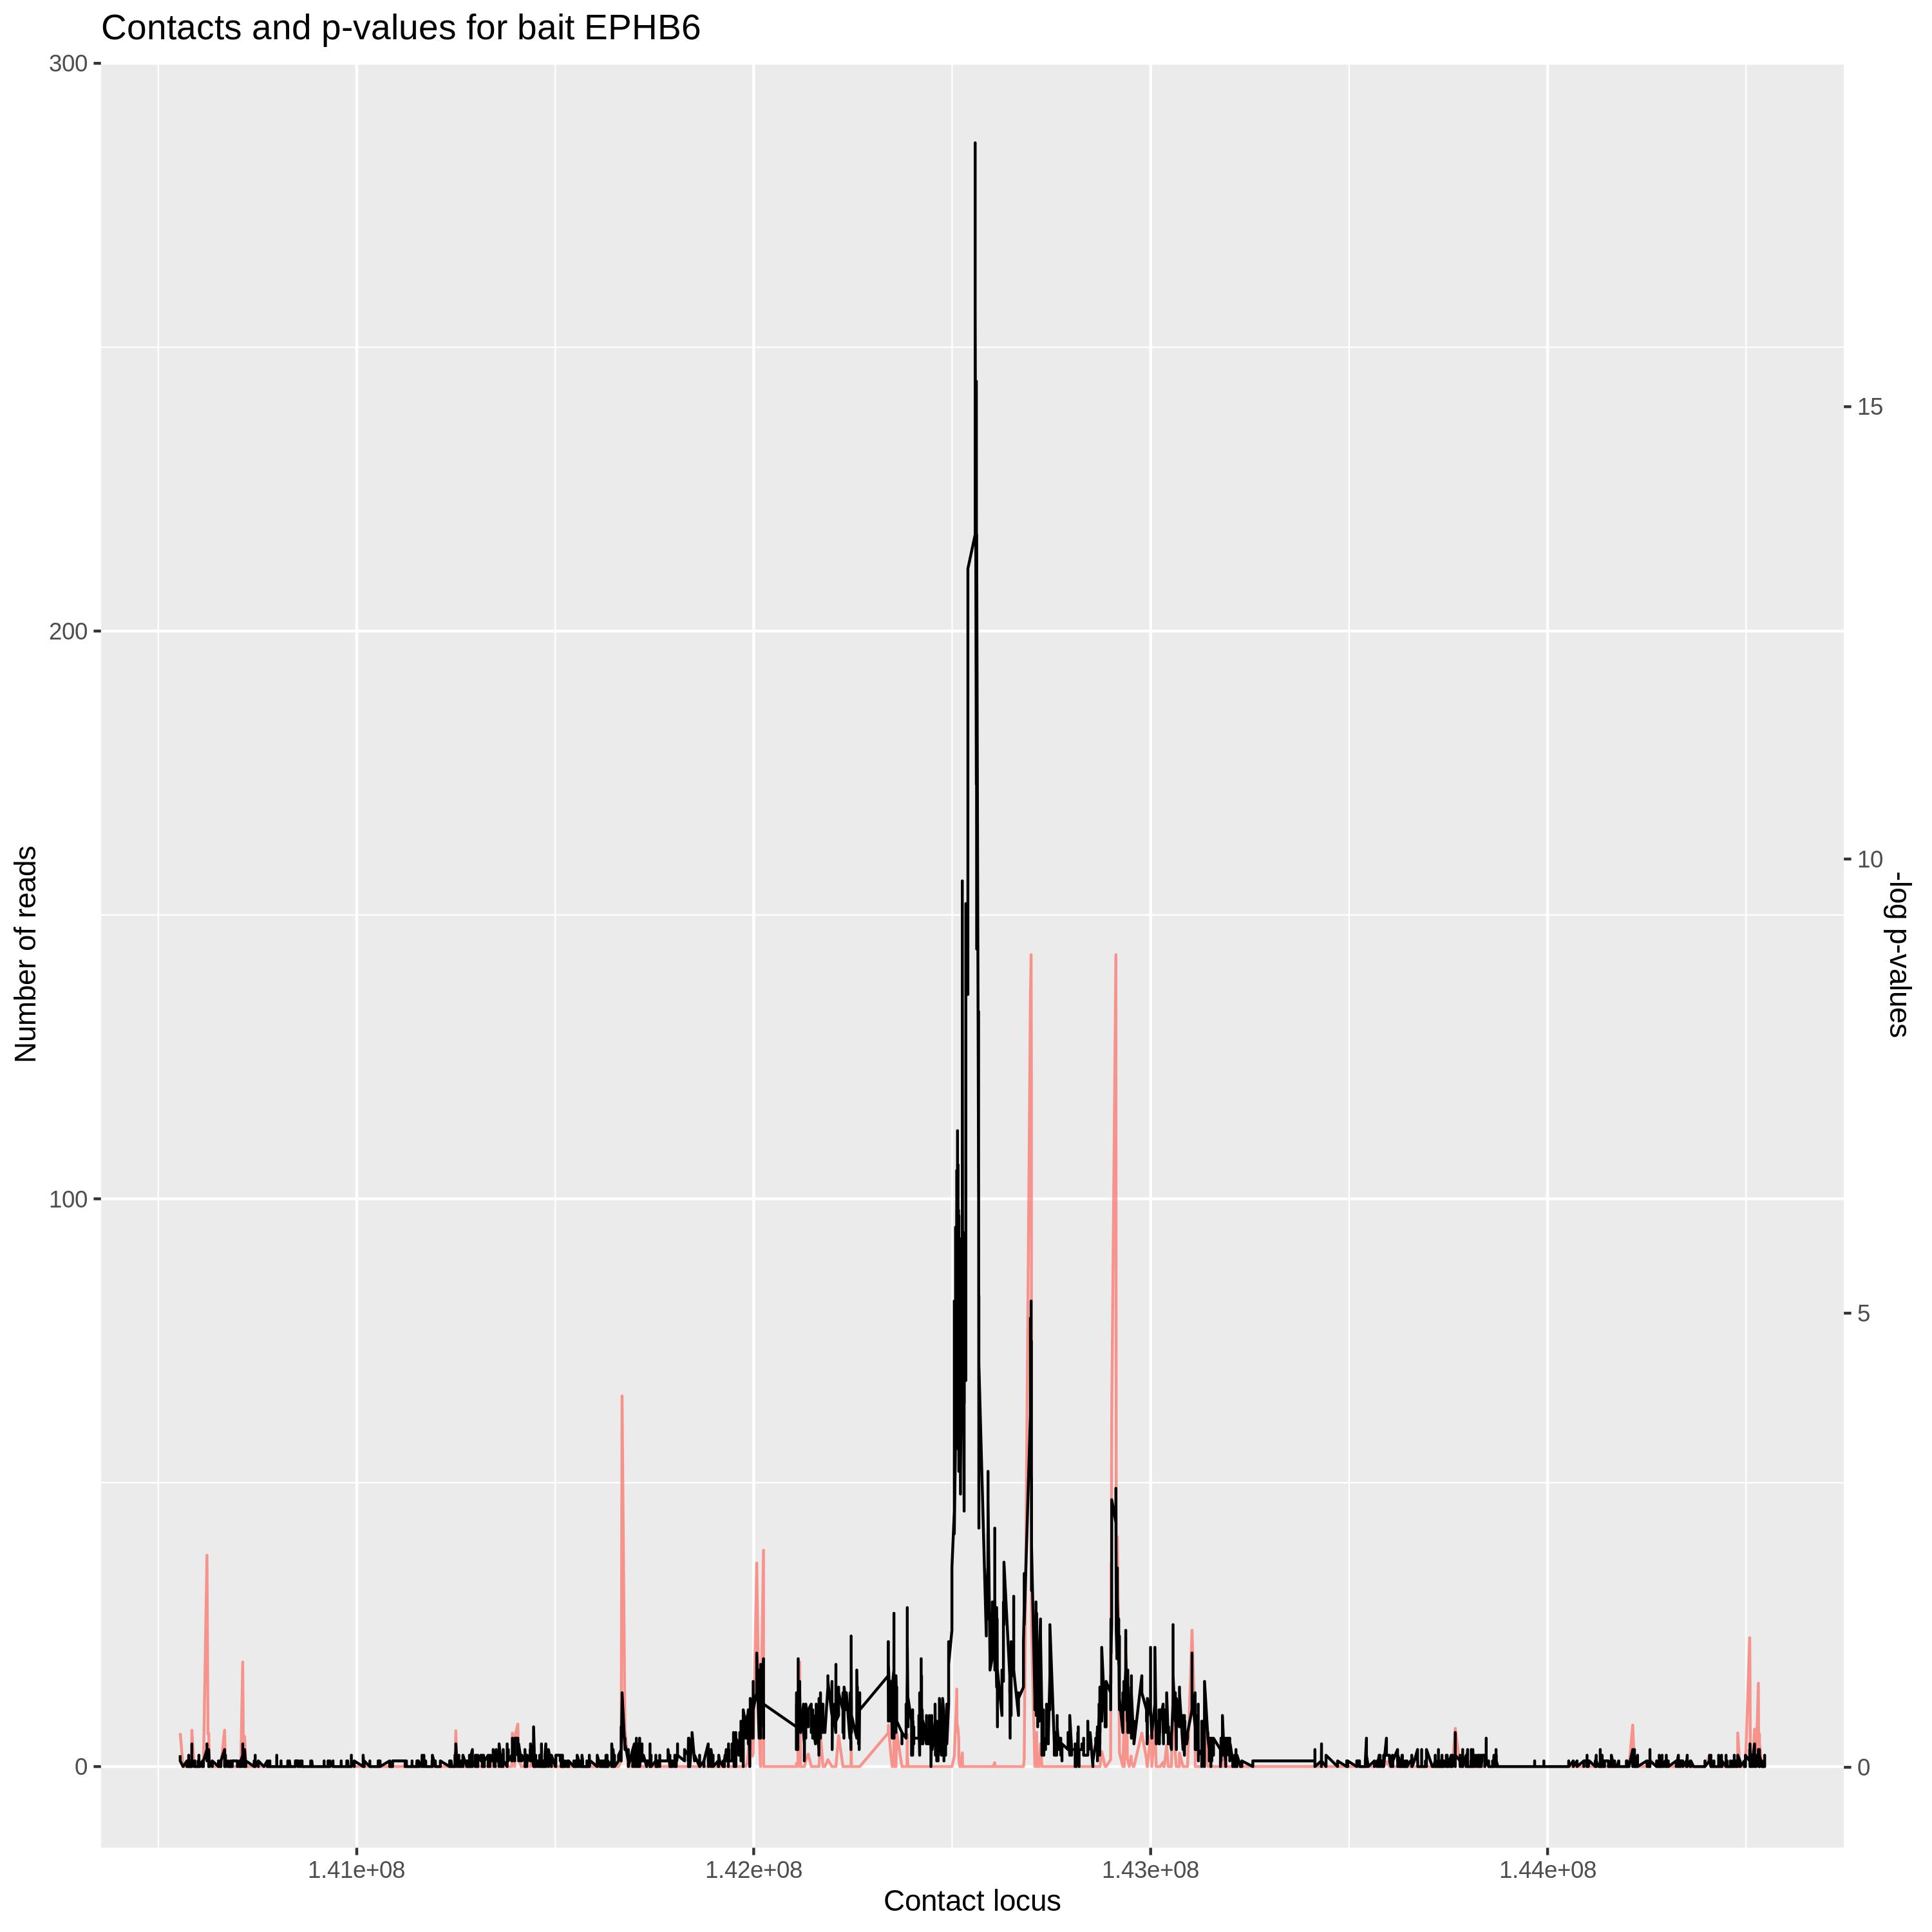 Contacts and p-values for bait EPHB6
300
200
100
0
Number of reads
15
10
5
0
-log p-values
1.41e+08
1.42e+08
1.43e+08
1.44e+08
Contact locus